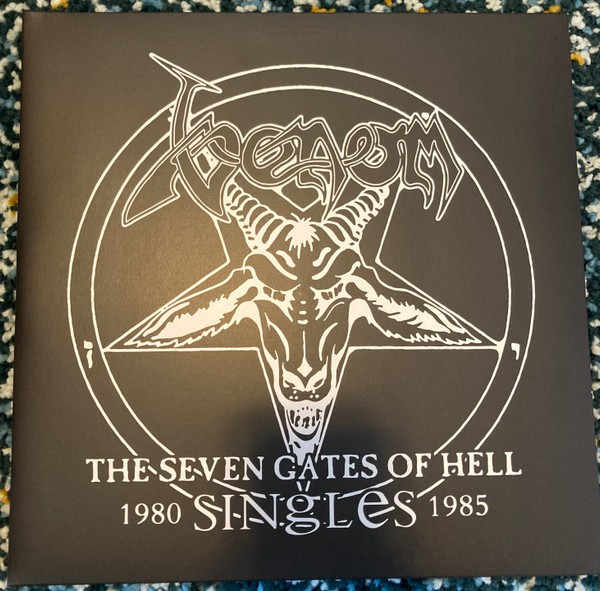 Venom
THE SEVEN GATES OF HELL
1980 SINgLeS 1985